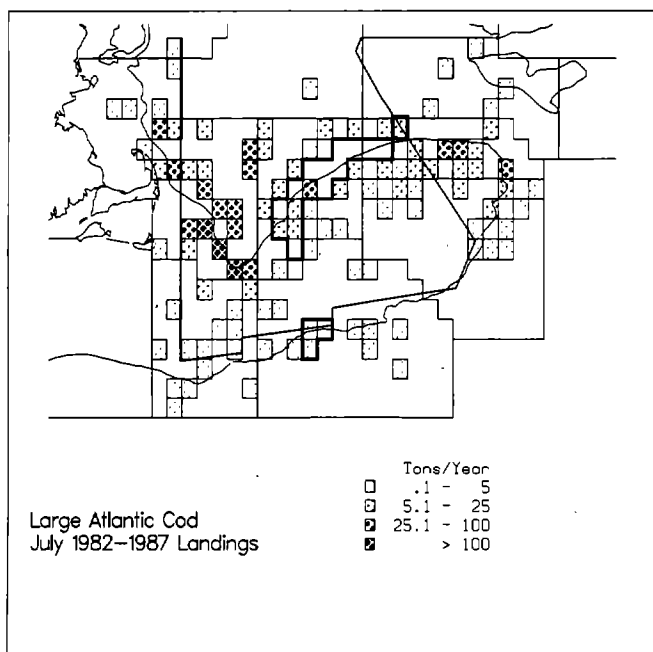 Tons/Year
.1 - 5
5.1 - 25
25.1 - 100
> 100
Large Atlantic Cod
July 1982-1987 Landings